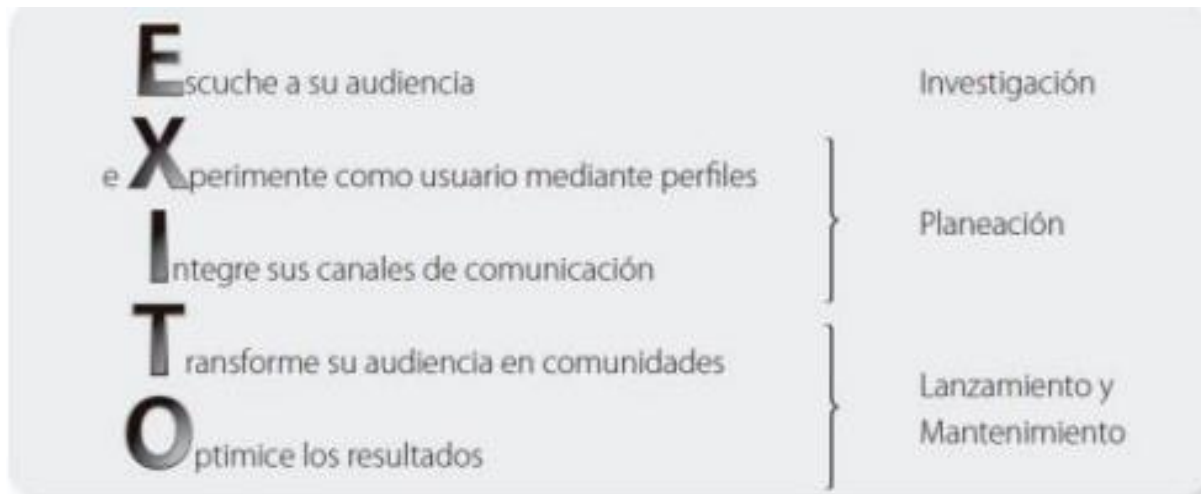 Escuche a su audiencia
Investigación
eXperimente como usuario mediante perfiles
Integre sus canales de comunicación
Planeación
Transforme su audiencia en comunidades
Optimice los resultados
Lanzamiento y
Mantenimiento